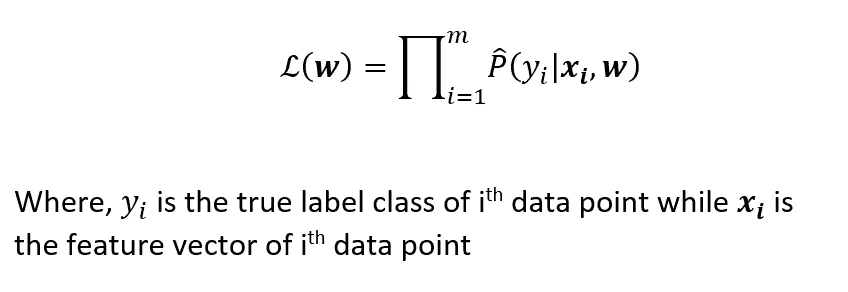 ℒ(𝒘) = ∏_{i=1}^{m} P̂(y_i|𝒙_𝒊, 𝒘)
Where, y_i is the true label class of i^th data point while 𝒙_𝒊 is
the feature vector of i^th data point